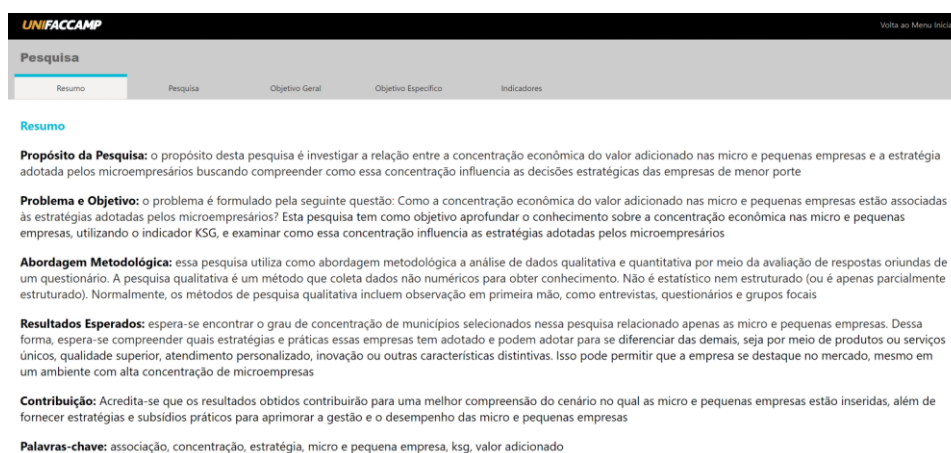 UNIFACCAMP
Volta ao Menu Inicia
Pesquisa
Resumo Pesquisa Objetivo Geral Objetivo Específico Indicadores
Resumo
Propósito da Pesquisa: o propósito desta pesquisa é investigar a relação entre a concentração econômica do valor adicionado nas micro e pequenas empresas e a estratégia
adotada pelos microempresários buscando compreender como essa concentração influencia as decisões estratégicas das empresas de menor porte
Problema e Objetivo: o problema é formulado pela seguinte questão: Como a concentração econômica do valor adicionado nas micro e pequenas empresas estão associadas
às estratégias adotadas pelos microempresários? Esta pesquisa tem como objetivo aprofundar o conhecimento sobre a concentração econômica nas micro e pequenas
empresas, utilizando o indicador KSG, e examinar como essa concentração influencia as estratégias adotadas pelos microempresários
Abordagem Metodológica: essa pesquisa utiliza como abordagem metodológica a análise de dados qualitativa e quantitativa por meio da avaliação de respostas oriundas de
um questionário. A pesquisa qualitativa é um método que coleta dados não numéricos para obter conhecimento. Não é estatístico nem estruturado (ou é apenas parcialmente
estruturado). Normalmente, os métodos de pesquisa qualitativa incluem observação em primeira mão, como entrevistas, questionários e grupos focais
Resultados Esperados: espera-se encontrar o grau de concentração de municípios selecionados nessa pesquisa relacionado apenas as micro e pequenas empresas. Dessa
forma, espera-se compreender quais estratégias e práticas essas empresas tem adotado e podem adotar para se diferenciar das demais, seja por meio de produtos ou serviços
únicos, qualidade superior, atendimento personalizado, inovação ou outras características distintivas. Isso pode permitir que a empresa se destaque no mercado, mesmo em
um ambiente com alta concentração de microempresas
Contribuição: Acredita-se que os resultados obtidos contribuirão para uma melhor compreensão do cenário no qual as micro e pequenas empresas estão inseridas, além de
fornecer estratégias e subsídios práticos para aprimorar a gestão e o desempenho das micro e pequenas empresas
Palavras-chave: associação, concentração, estratégia, micro e pequena empresa, ksg, valor adicionado